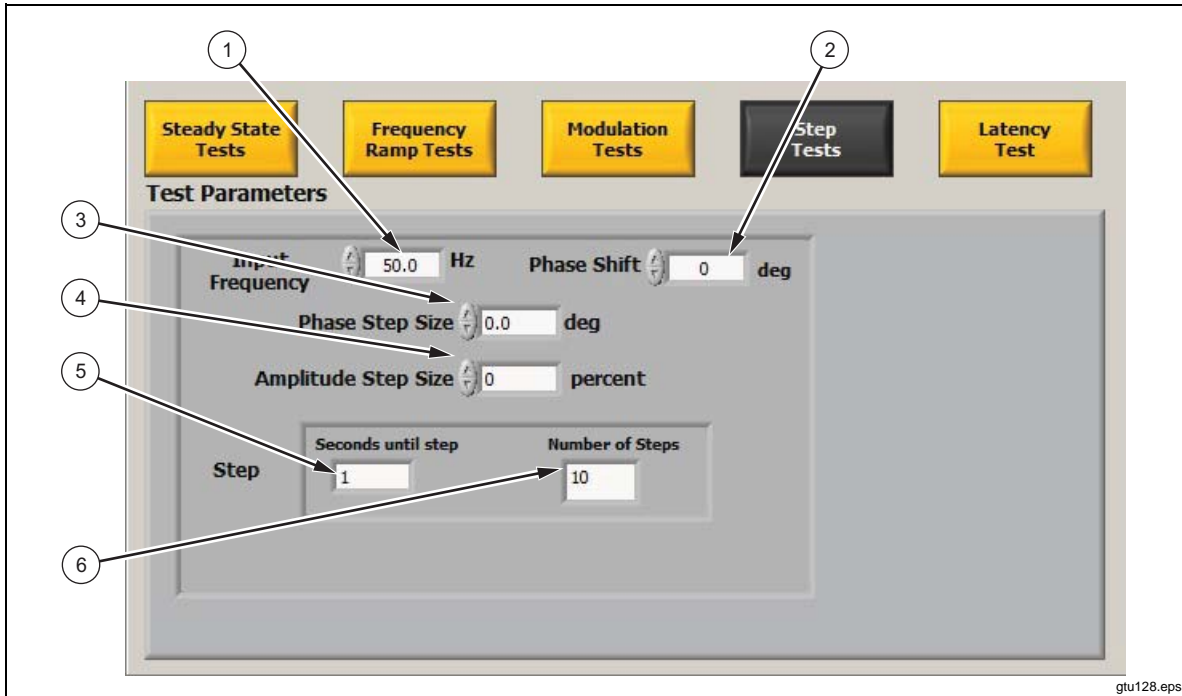 1
2
Steady State
Tests
Frequency
Ramp Tests
Modulation
Tests
Step
Tests
Latency
Test
Test Parameters
3
Input
Frequency
50.0
Hz
Phase Shift
0
deg
4
Phase Step Size
0.0
deg
5
Amplitude Step Size
0
percent
Seconds until step
Number of Steps
Step
1
10
6
gtu128.eps